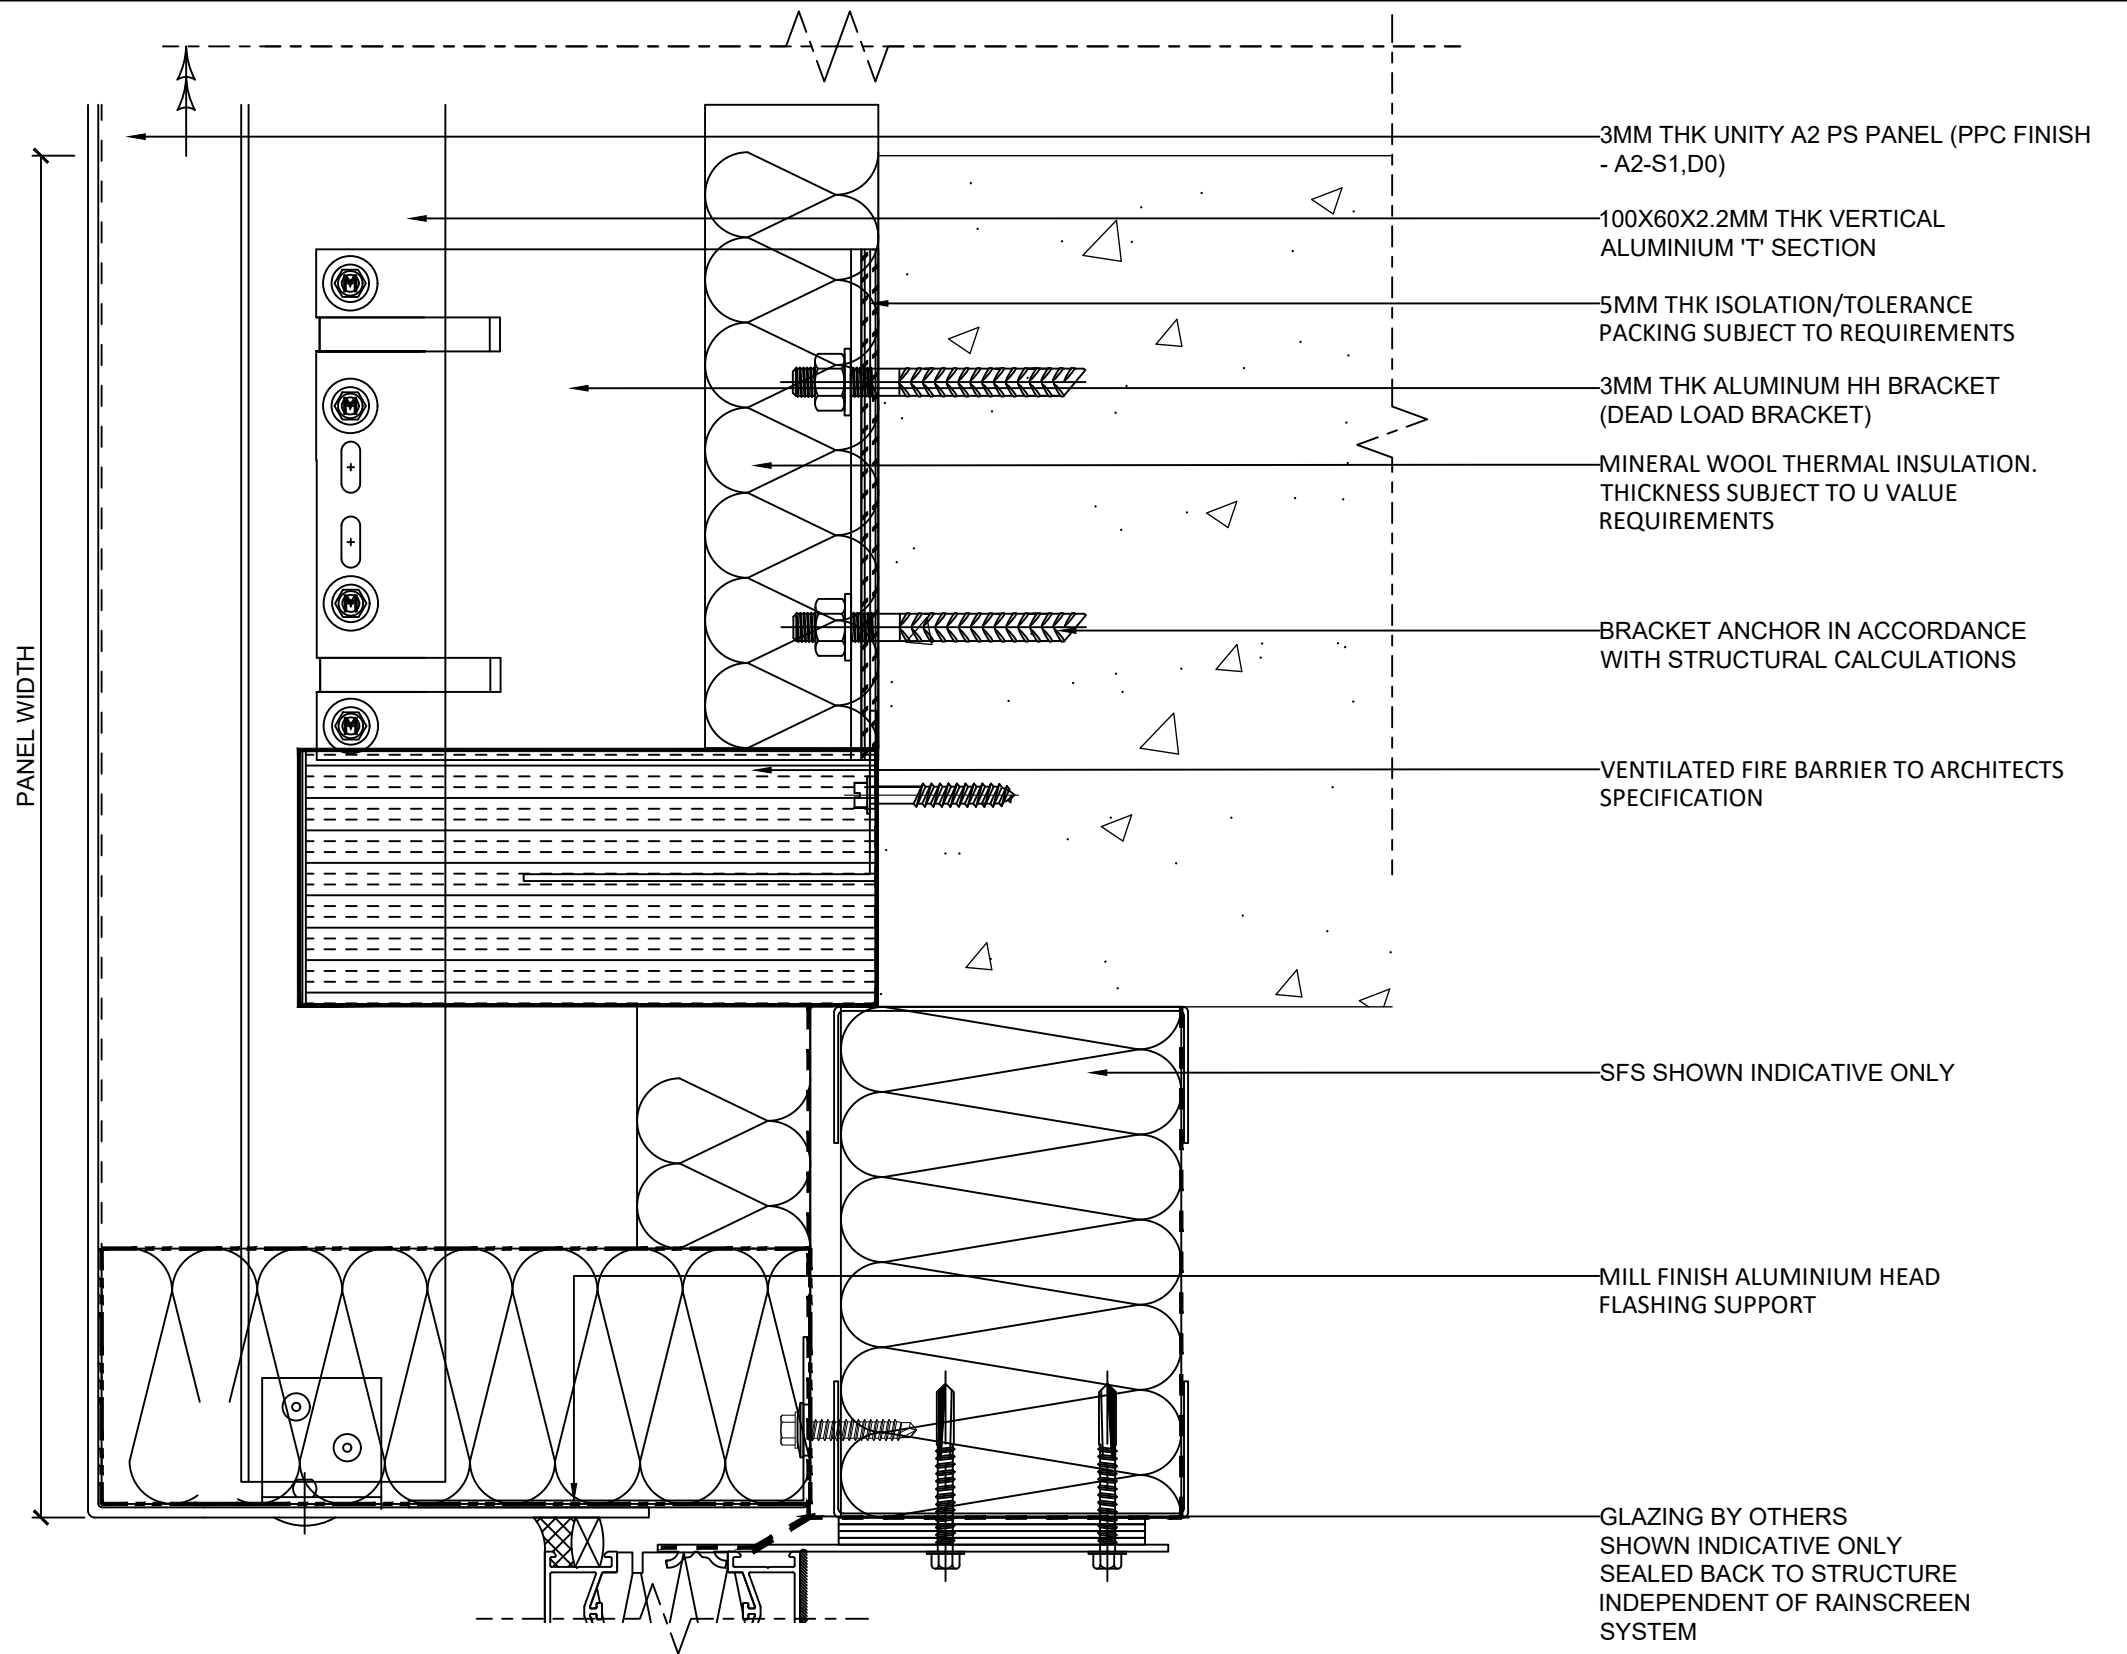 3MM THK UNITY A2 PS PANEL (PPC FINISH
- A2-S1,D0)
100X60X2.2MM THK VERTICAL
ALUMINIUM 'T' SECTION
5MM THK ISOLATION/TOLERANCE
PACKING SUBJECT TO REQUIREMENTS
3MM THK ALUMINUM HH BRACKET
(DEAD LOAD BRACKET)
MINERAL WOOL THERMAL INSULATION.
THICKNESS SUBJECT TO U VALUE
REQUIREMENTS
BRACKET ANCHOR IN ACCORDANCE
WITH STRUCTURAL CALCULATIONS
PANEL WIDTH
VENTILATED FIRE BARRIER TO ARCHITECTS
SPECIFICATION
SFS SHOWN INDICATIVE ONLY
MILL FINISH ALUMINIUM HEAD
FLASHING SUPPORT
GLAZING BY OTHERS
SHOWN INDICATIVE ONLY
SEALED BACK TO STRUCTURE
INDEPENDENT OF RAINSCREEN
SYSTEM
M
M
M
M